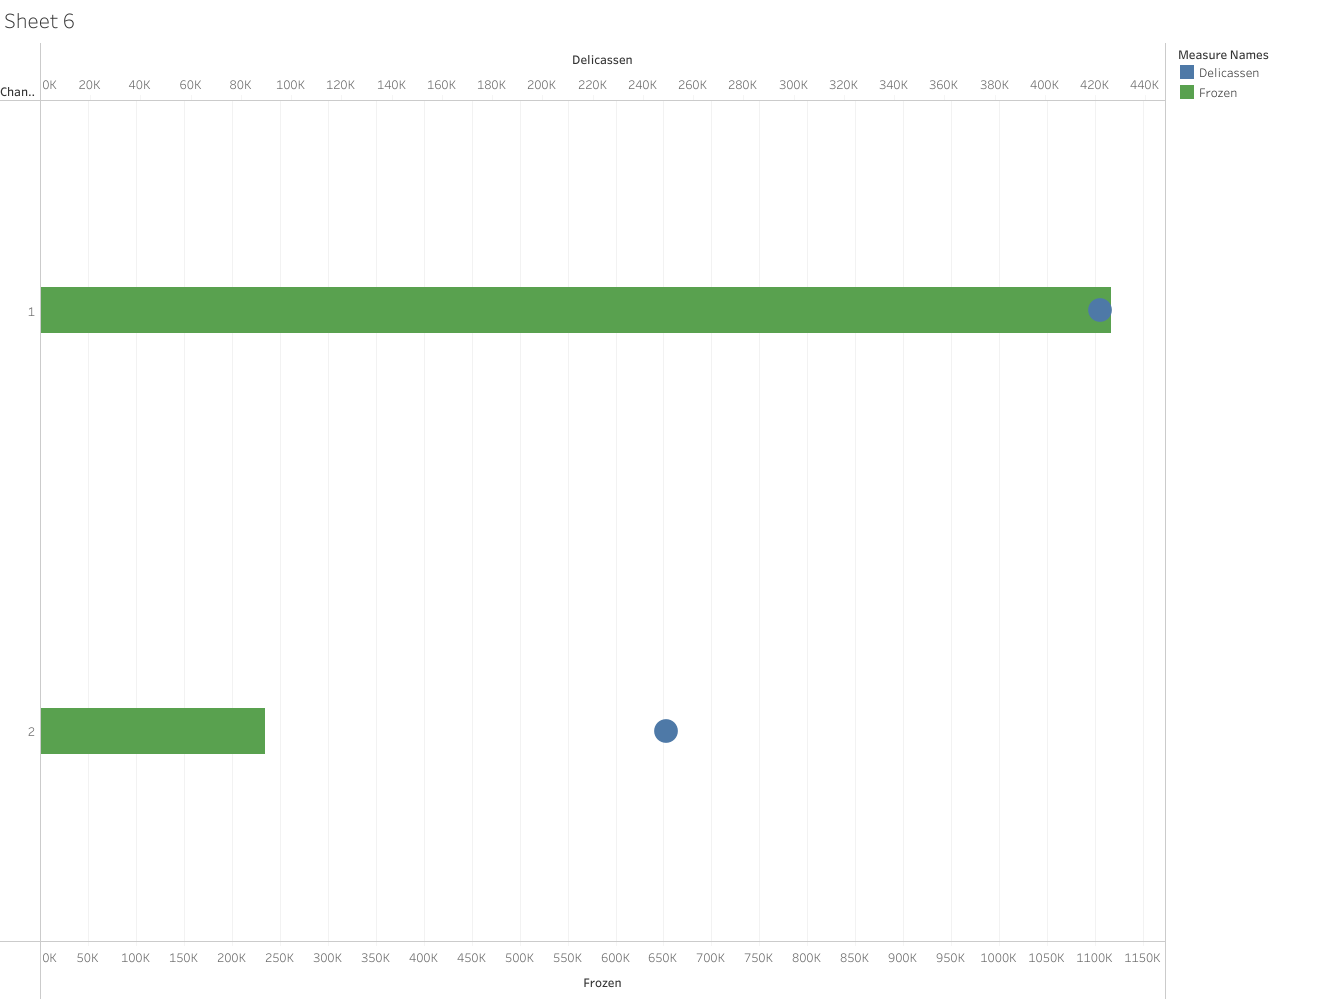 Sheet 6
Delicassen
0K 20K 40K 60K 80K 100K 120K 140K 160K 180K 200K 220K 240K 260K 280K 300K 320K 340K 360K 380K 400K 420K 440K
Chan..
Measure Names
Delicassen
Frozen
1
2
0K 50K 100K 150K 200K 250K 300K 350K 400K 450K 500K 550K 600K 650K 700K 750K 800K 850K 900K 950K 1000K 1050K 1100K 1150K
Frozen